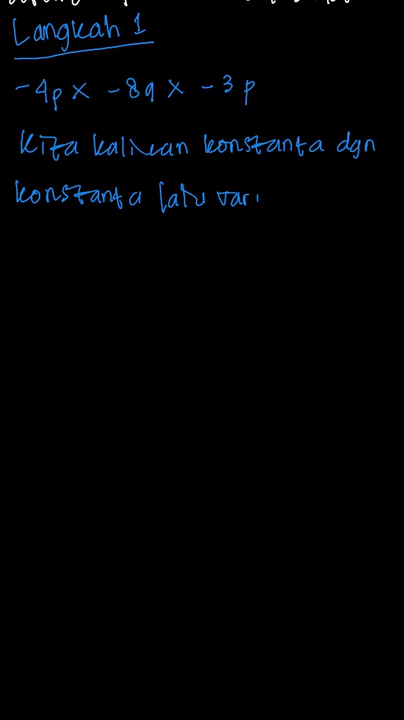 Langkah 1
-4p x -8q x -3p
Kita kalikan konstanta dgn
konstanta lalu vari